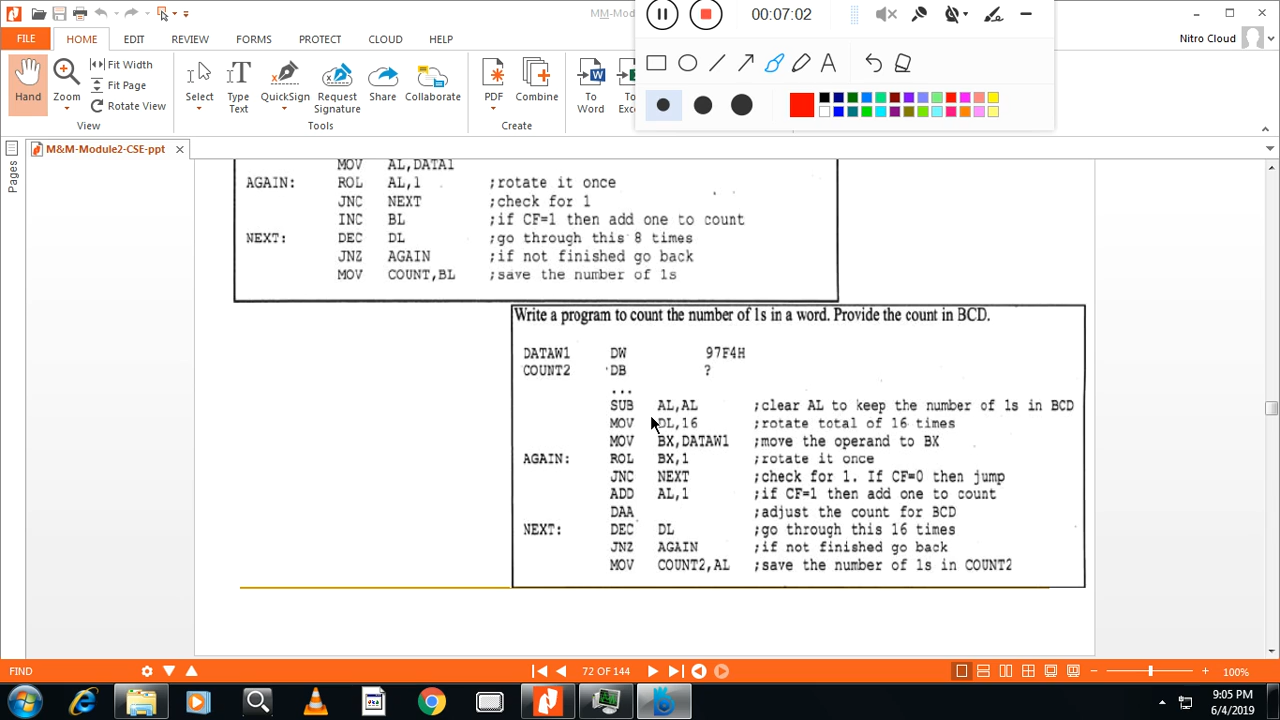 MM-Mod
00:07:02
FILE HOME EDIT REVIEW FORMS PROTECT CLOUD HELP Nitro Cloud
Hand Zoom Fit Width Fit Page Rotate View Select Type Text QuickSign Request Signature Share Collaborate PDF Combine To Word To Exc
View Tools Create
M&M-Module2-CSE-ppt
Pages
MOV AL,DATA1
AGAIN: ROL AL,1 ;rotate it once
JNC NEXT ;check for 1
INC BL ;if CF=1 then add one to count
NEXT: DEC DL ;go through this 8 times
JNZ AGAIN ;if not finished go back
MOV COUNT,BL ;save the number of 1s
Write a program to count the number of 1s in a word. Provide the count in BCD.
DATAW1 DW 97F4H
COUNT2 DB ?
...
SUB AL,AL ;clear AL to keep the number of 1s in BCD
MOV DL,16 ;rotate total of 16 times
MOV BX,DATAW1 ;move the operand to BX
AGAIN: ROL BX,1 ;rotate it once
JNC NEXT ;check for 1. If CF=0 then jump
ADD AL,1 ;if CF=1 then add one to count
DAA ;adjust the count for BCD
NEXT: DEC DL ;go through this 16 times
JNZ AGAIN ;if not finished go back
MOV COUNT2,AL ;save the number of 1s in COUNT2
FIND 72 OF 144 100%
9:05 PM
6/4/2019